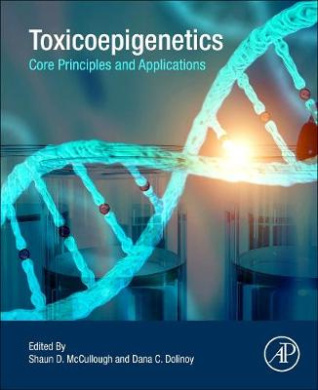 Toxicoepigenetics
Core Principles and Applications
Edited By
Shaun D. McCullough and Dana C. Dolinoy
AP